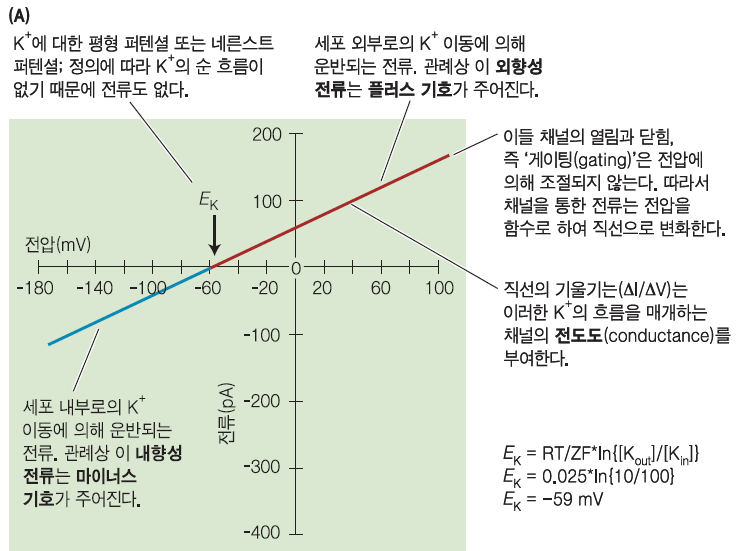 (A)
K⁺에 대한 평형 퍼텐셜 또는 네른스트
퍼텐셜; 정의에 따라 K⁺의 순 흐름이
없기 때문에 전류도 없다.
세포 외부로의 K⁺ 이동에 의해
운반되는 전류. 관례상 이 외향성
전류는 플러스 기호가 주어진다.
이들 채널의 열림과 닫힘,
즉 '게이팅(gating)'은 전압에
의해 조절되지 않는다. 따라서
채널을 통한 전류는 전압을
함수로 하여 직선으로 변화한다.
200
100
E_K
전압(mV)
-180 -140 -100 -60 -20 0 20 60 100
직선의 기울기는(ΔI/ΔV)는
이러한 K⁺의 흐름을 매개하는
채널의 전도도(conductance)를
부여한다.
-100
-200
-300
-400
전류(pA)
세포 내부로의 K⁺
이동에 의해 운반되는
전류. 관례상 이 내향성
전류는 마이너스
기호가 주어진다.
E_K = RT/ZF*ln{[K_out]/[K_in]}
E_K = 0.025*ln{10/100}
E_K = −59 mV